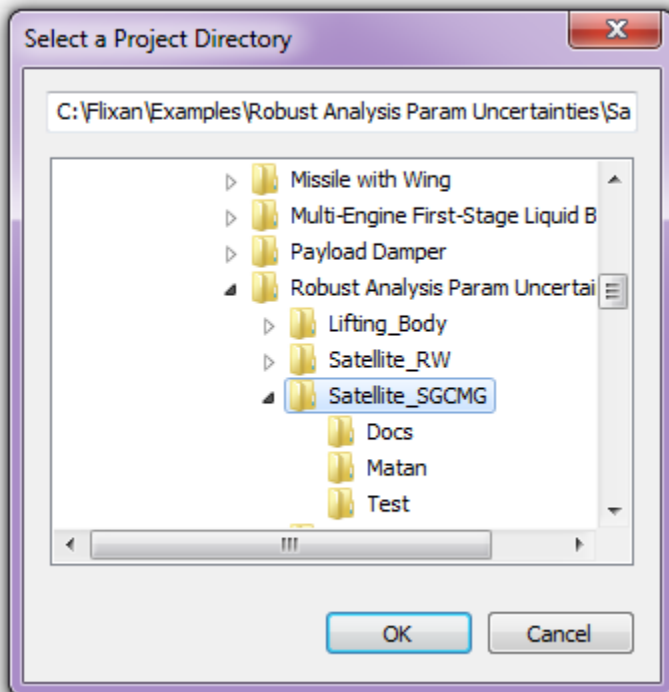 Select a Project Directory
C:\Flixan\Examples\Robust Analysis Param Uncertainties\Sa
Missile with Wing
Multi-Engine First-Stage Liquid B
Payload Damper
Robust Analysis Param Uncertai
Lifting_Body
Satellite_RW
Satellite_SGCMG
Docs
Matan
Test
OK
Cancel